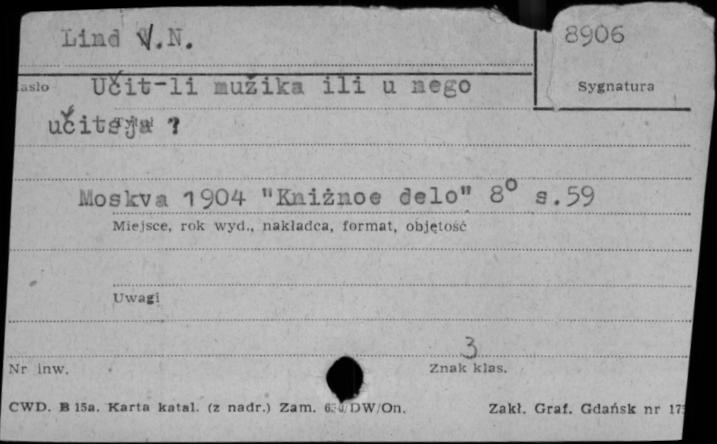 Lind V.N.
8906
asło Učit-li mužika ili u nego
Sygnatura
učitsja ?
Moskva 1904 "Kniżnoe delo" 8° s.59
Miejsce, rok wyd., nakładca, format, objętość
Uwagi
3
Nr inw.
Znak klas.
CWD. B 15a. Karta katal. (z nadr.) Zam. /DW/On.
Zakł. Graf. Gdańsk nr